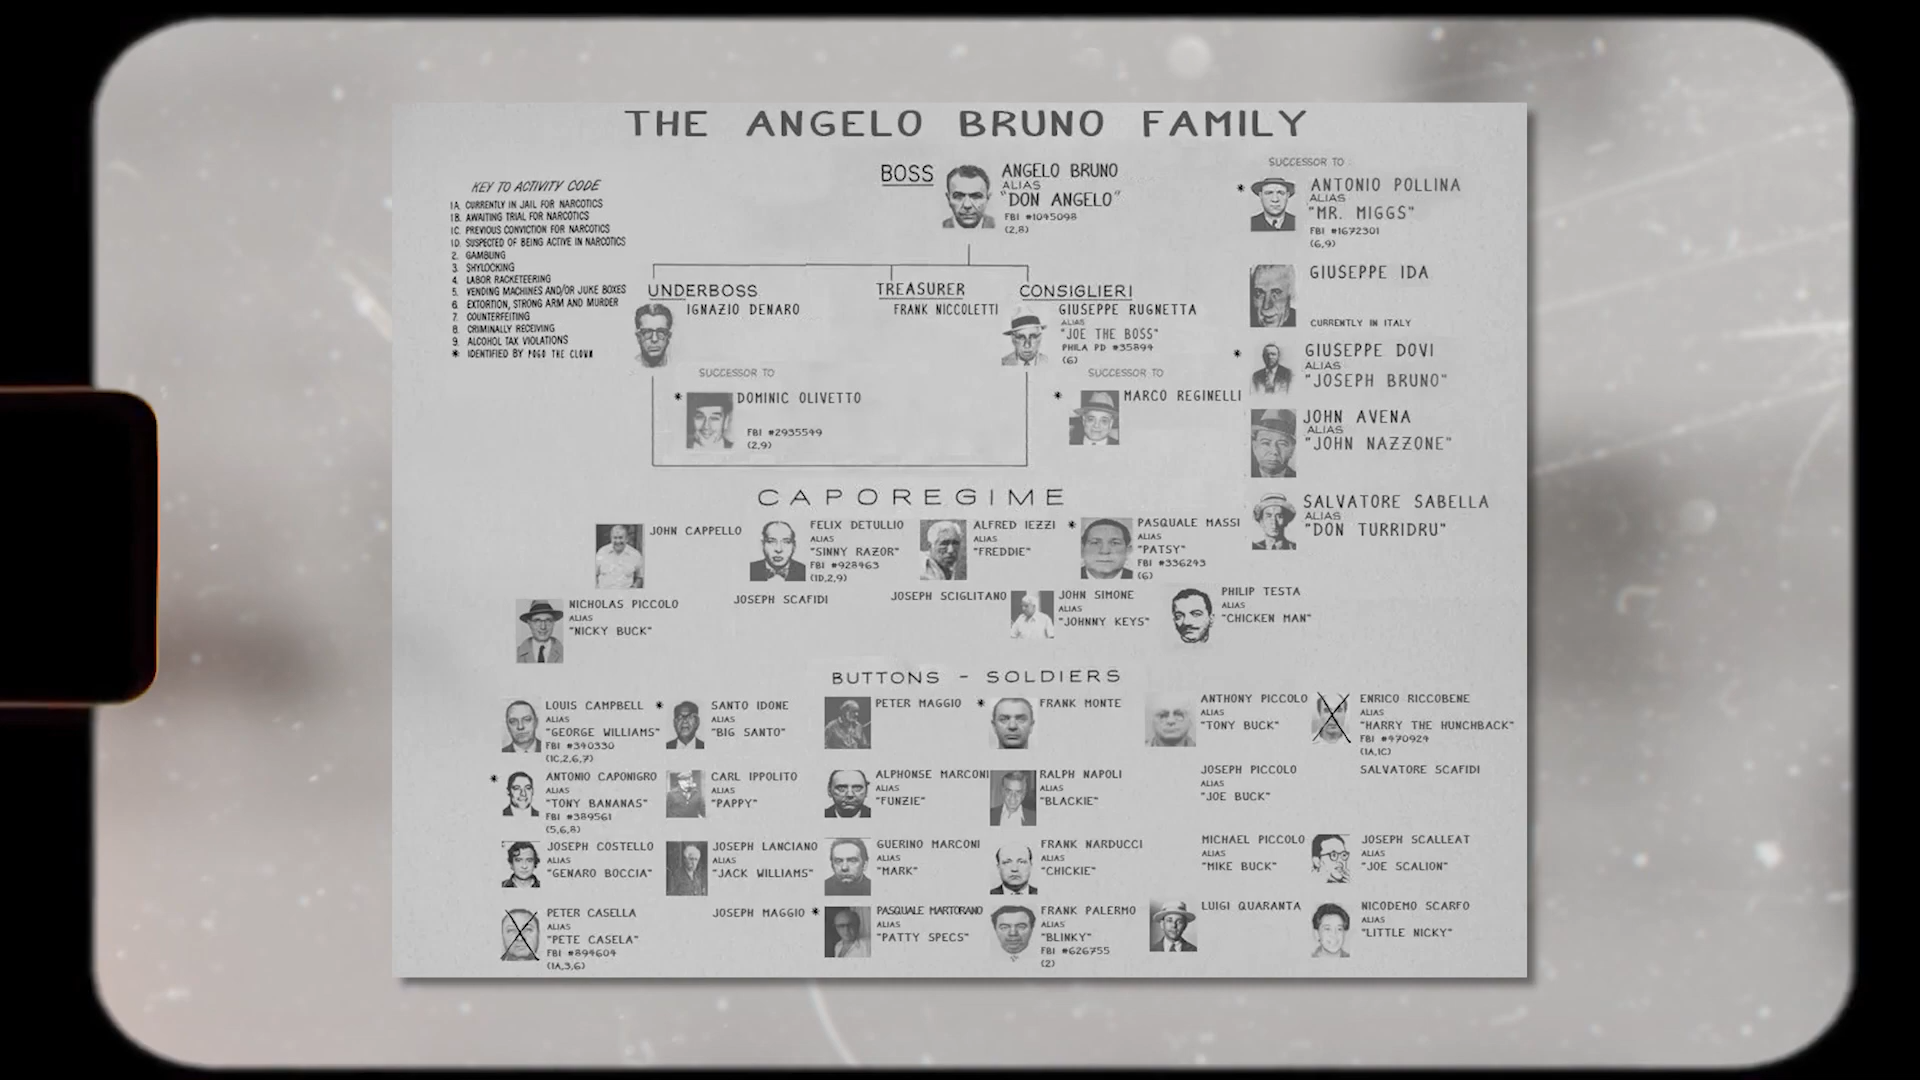 THE ANGELO BRUNO FAMILY
KEY TO ACTIVITY CODE
1A. CURRENTLY IN JAIL FOR NARCOTICS
1B. AWAITING TRIAL FOR NARCOTICS
1C. PREVIOUS CONVICTION FOR NARCOTICS
1D. SUSPECTED OF BEING ACTIVE IN NARCOTICS
2. GAMBLING
3. SHYLOCKING
4. LABOR RACKETEERING
5. VENDING MACHINES AND/OR JUKE BOXES
6. EXTORTION, STRONG ARM AND MURDER
7. COUNTERFEITING
8. CRIMINALLY RECEIVING
9. ALCOHOL TAX VIOLATIONS
* IDENTIFIED BY POGO THE CLOWN
BOSS
ANGELO BRUNO
ALIAS
"DON ANGELO"
FBI #1045098
(2,8)
SUCCESSOR TO
* ANTONIO POLLINA
ALIAS
"MR. MIGGS"
FBI #1672301
(6,9)
GIUSEPPE IDA
CURRENTLY IN ITALY
* GIUSEPPE DOVI
ALIAS
"JOSEPH BRUNO"
JOHN AVENA
ALIAS
"JOHN NAZZONE"
SALVATORE SABELLA
ALIAS
"DON TURRIDRU"
UNDERBOSS
IGNAZIO DENARO
TREASURER
FRANK NICCOLETTI
CONSIGLIERI
GIUSEPPE RUGNETTA
ALIAS
"JOE THE BOSS"
PHILA PD #35894
(6)
SUCCESSOR TO
* DOMINIC OLIVETTO
FBI #2935549
(2,9)
SUCCESSOR TO
* MARCO REGINELLI
CAPOREGIME
JOHN CAPPELLO
FELIX DETULLIO
ALIAS
"SINNY RAZOR"
FBI #928463
(1D,2,9)
ALFRED IEZZI
ALIAS
"FREDDIE"
* PASQUALE MASSI
ALIAS
"PATSY"
FBI #336243
(6)
NICHOLAS PICCOLO
ALIAS
"NICKY BUCK"
JOSEPH SCAFIDI
JOSEPH SCIGLITANO
JOHN SIMONE
ALIAS
"JOHNNY KEYS"
PHILIP TESTA
ALIAS
"CHICKEN MAN"
BUTTONS - SOLDIERS
LOUIS CAMPBELL
ALIAS
"GEORGE WILLIAMS"
FBI #340330
(1C,2,6,7)
* SANTO IDONE
ALIAS
"BIG SANTO"
PETER MAGGIO
* FRANK MONTE
ANTHONY PICCOLO
ALIAS
"TONY BUCK"
ENRICO RICCOBENE
ALIAS
"HARRY THE HUNCHBACK"
FBI #470924
(1A,1C)
* ANTONIO CAPONIGRO
ALIAS
"TONY BANANAS"
FBI #389561
(5,6,8)
CARL IPPOLITO
ALIAS
"PAPPY"
ALPHONSE MARCONI
ALIAS
"FUNZIE"
RALPH NAPOLI
ALIAS
"BLACKIE"
JOSEPH PICCOLO
ALIAS
"JOE BUCK"
SALVATORE SCAFIDI
JOSEPH COSTELLO
ALIAS
"GENARO BOCCIA"
JOSEPH LANCIANO
ALIAS
"JACK WILLIAMS"
GUERINO MARCONI
ALIAS
"MARK"
FRANK NARDUCCI
ALIAS
"CHICKIE"
MICHAEL PICCOLO
ALIAS
"MIKE BUCK"
JOSEPH SCALLEAT
ALIAS
"JOE SCALION"
PETER CASELLA
ALIAS
"PETE CASELA"
FBI #894604
(1A,3,6)
JOSEPH MAGGIO
* PASQUALE MARTORANO
ALIAS
"PATTY SPECS"
FRANK PALERMO
ALIAS
"BLINKY"
FBI #626755
(2)
LUIGI QUARANTA
NICODEMO SCARFO
ALIAS
"LITTLE NICKY"